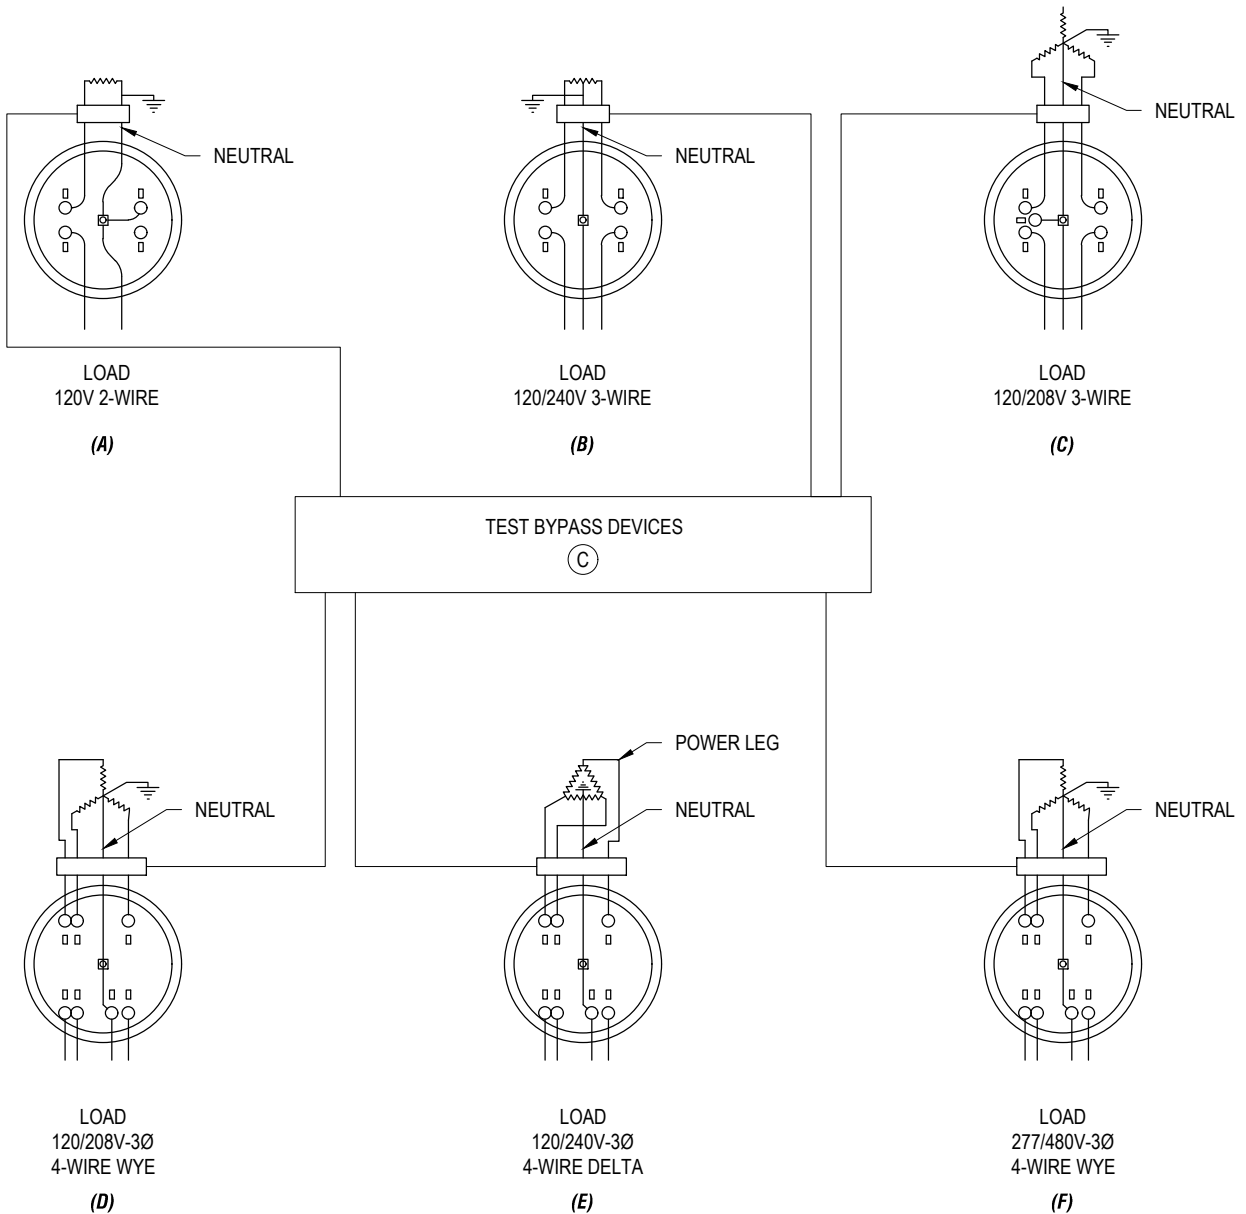 NEUTRAL
NEUTRAL
NEUTRAL
LOAD
120V 2-WIRE
(A)
LOAD
120/240V 3-WIRE
(B)
LOAD
120/208V 3-WIRE
(C)
TEST BYPASS DEVICES
C
NEUTRAL
POWER LEG
NEUTRAL
NEUTRAL
LOAD
120/208V-3Ø
4-WIRE WYE
(D)
LOAD
120/240V-3Ø
4-WIRE DELTA
(E)
LOAD
277/480V-3Ø
4-WIRE WYE
(F)